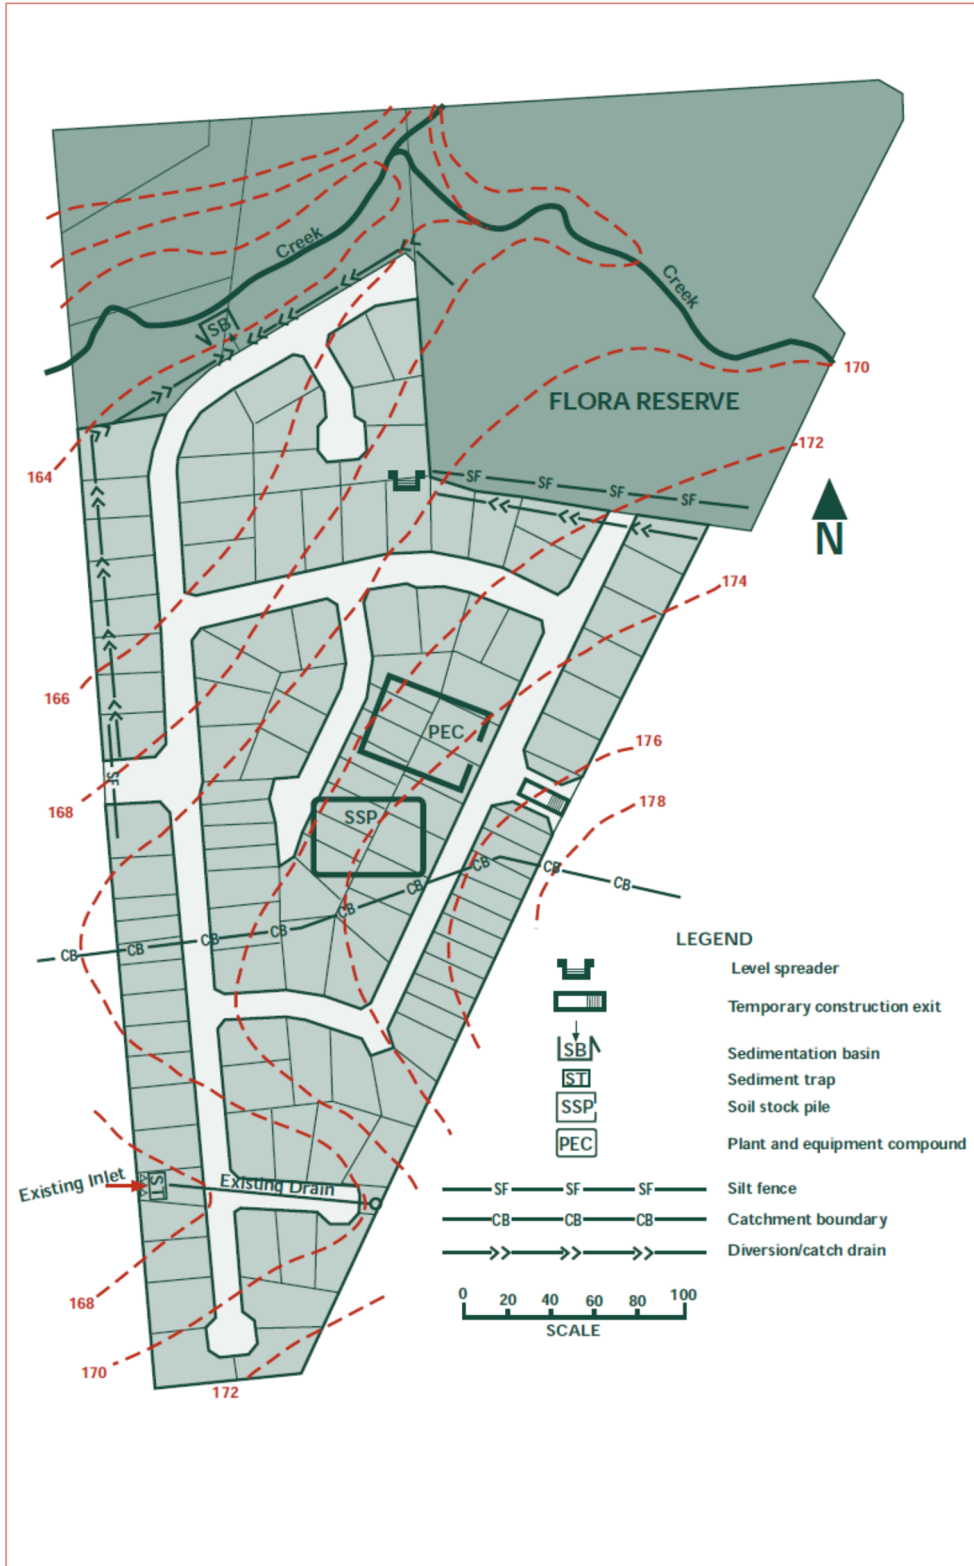 Creek
SB
Creek
170
FLORA RESERVE
172
164
SF
SF
SF
SF
N
174
166
PEC
176
SF
168
SSP
178
CB
CB
CB
CB
CB
CB
CB
CB
CB
LEGEND
Level spreader
Temporary construction exit
SB
Sedimentation basin
ST
Sediment trap
SSP
Soil stock pile
PEC
Plant and equipment compound
Existing Inlet
ST
Existing Drain
SF
SF
SF
Silt fence
CB
CB
CB
Catchment boundary
Diversion/catch drain
168
0
20
40
60
80
100
SCALE
170
172